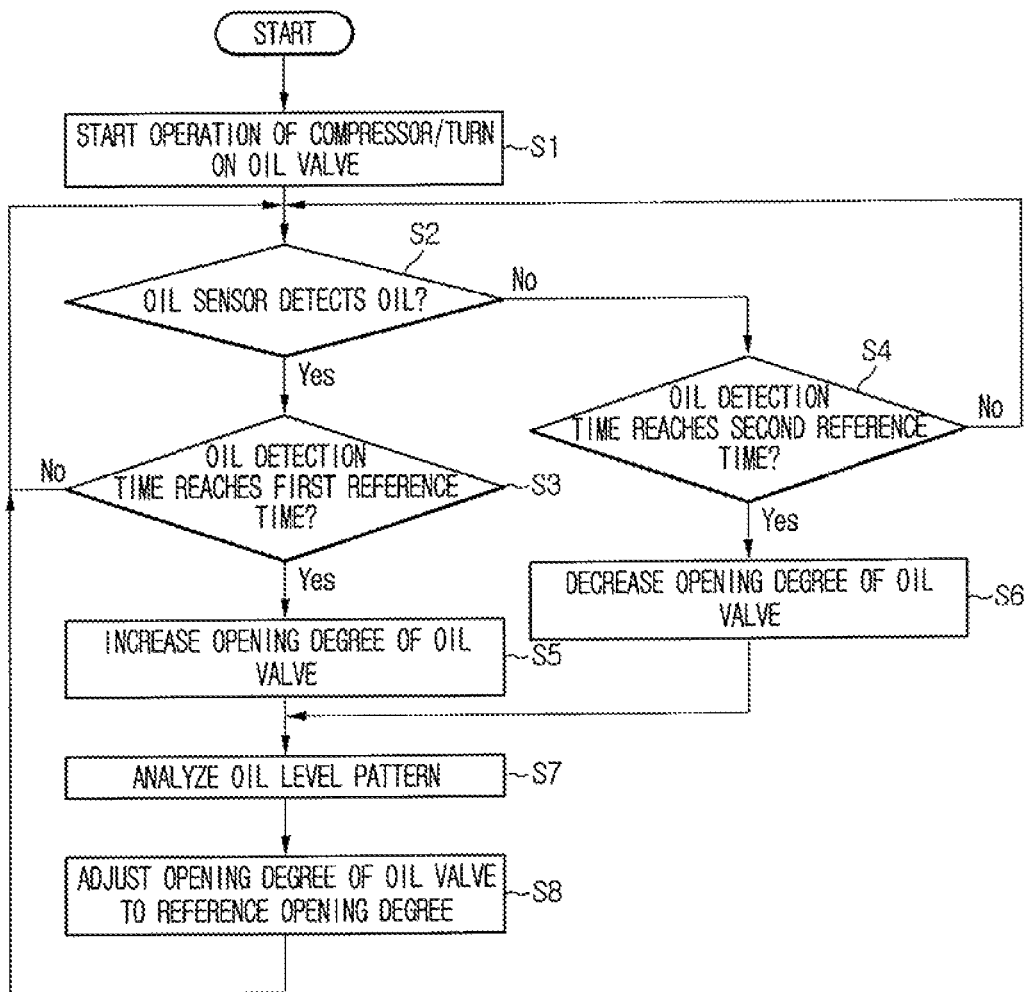 START
START OPERATION OF COMPRESSOR/TURN
ON OIL VALVE
S1
S2
OIL SENSOR DETECTS OIL?
No
Yes
S4
OIL DETECTION
TIME REACHES SECOND REFERENCE
TIME?
No
Yes
No
OIL DETECTION
TIME REACHES FIRST REFERENCE
TIME?
S3
Yes
DECREASE OPENING DEGREE OF OIL
VALVE
S6
INCREASE OPENING DEGREE OF OIL
VALVE
S5
ANALYZE OIL LEVEL PATTERN
S7
ADJUST OPENING DEGREE OF OIL VALVE
TO REFERENCE OPENING DEGREE
S8